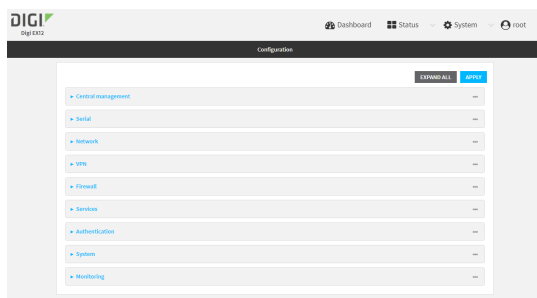 DIGI
Digi EX12
Dashboard
Status
System
root
Configuration
EXPAND ALL
APPLY
Central management
Serial
Network
VPN
Firewall
Services
Authentication
System
Monitoring